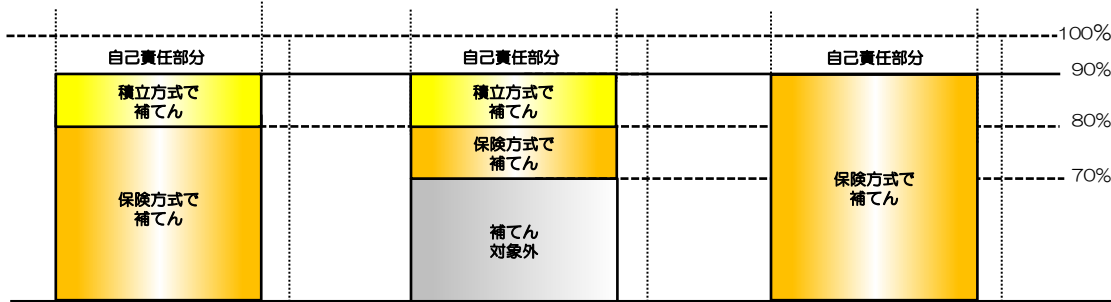 100%
自己責任部分
自己責任部分
自己責任部分
90%
積立方式で
補てん
積立方式で
補てん
80%
保険方式で
補てん
70%
保険方式で
補てん
保険方式で
補てん
補てん
対象外